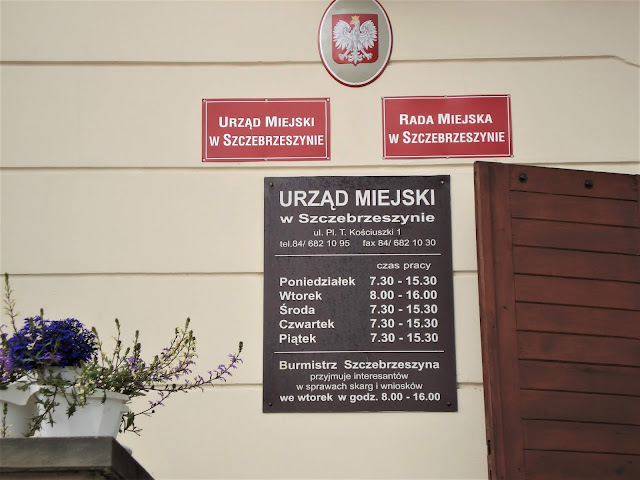 URZĄD MIEJSKI
W SZCZEBRZESZYNIE
RADA MIEJSKA
W SZCZEBRZESZYNIE
URZĄD MIEJSKI
w Szczebrzeszynie
ul. Pl. T. Kościuszki 1
tel.84/ 682 10 95 fax 84/ 682 10 30
czas pracy
Poniedziałek 7.30 - 15.30
Wtorek 8.00 - 16.00
Środa 7.30 - 15.30
Czwartek 7.30 - 15.30
Piątek 7.30 - 15.30
Burmistrz Szczebrzeszyna
przyjmuje interesantów
w sprawach skarg i wniosków
we wtorek w godz. 8.00 - 16.00